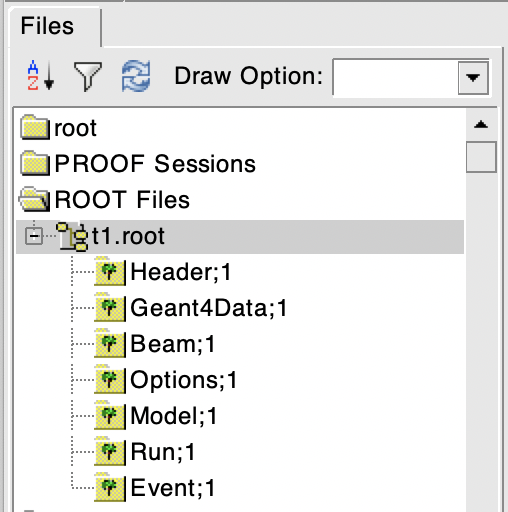 Files
Draw Option:
root
PROOF Sessions
ROOT Files
t1.root
Header;1
Geant4Data;1
Beam;1
Options;1
Model;1
Run;1
Event;1